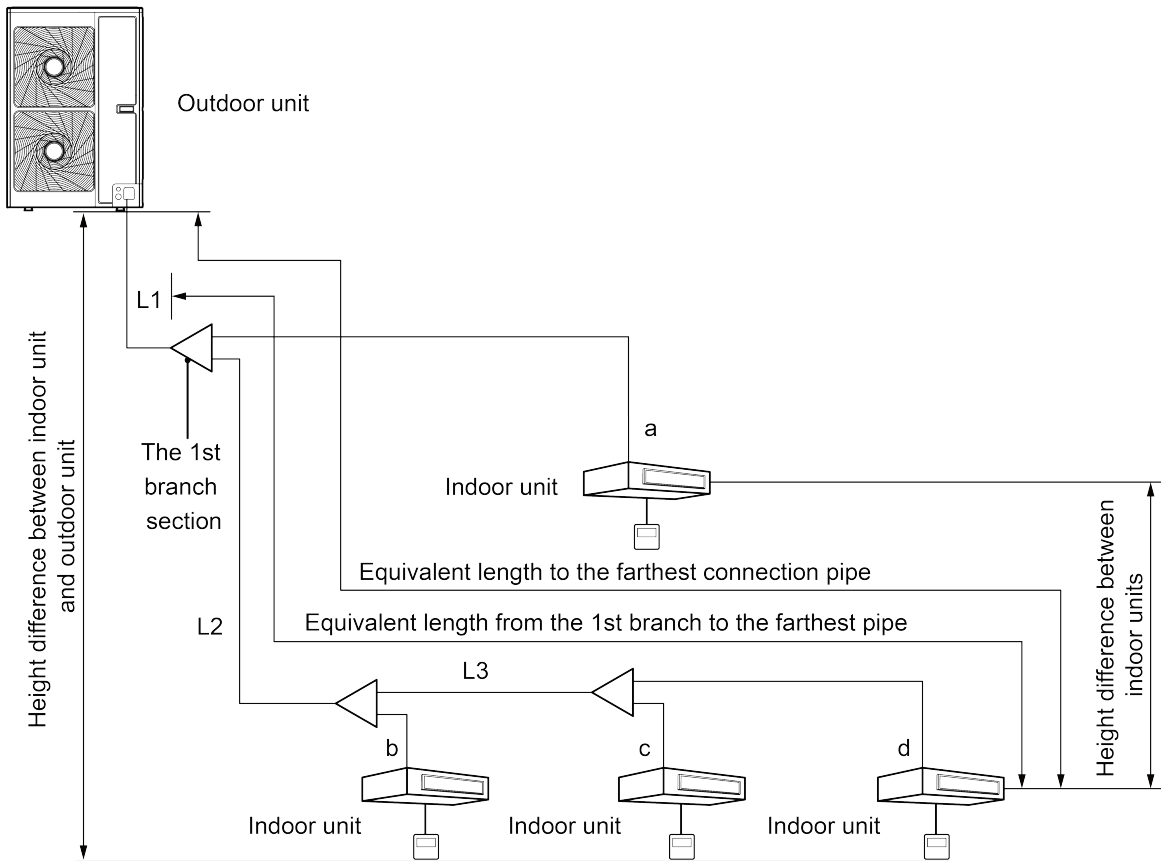 Outdoor unit
L1
The 1st
branch
section
a
Indoor unit
Height difference between indoor unit
and outdoor unit
Equivalent length to the farthest connection pipe
L2
Equivalent length from the 1st branch to the farthest pipe
Height difference between
indoor units
L3
b
c
d
Indoor unit
Indoor unit
Indoor unit